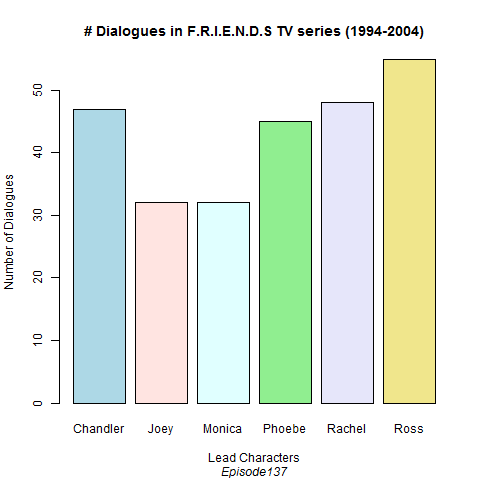 # Dialogues in F.R.I.E.N.D.S TV series (1994-2004)
Number of Dialogues
50
40
30
20
10
0
Chandler Joey Monica Phoebe Rachel Ross
Lead Characters
Episode137